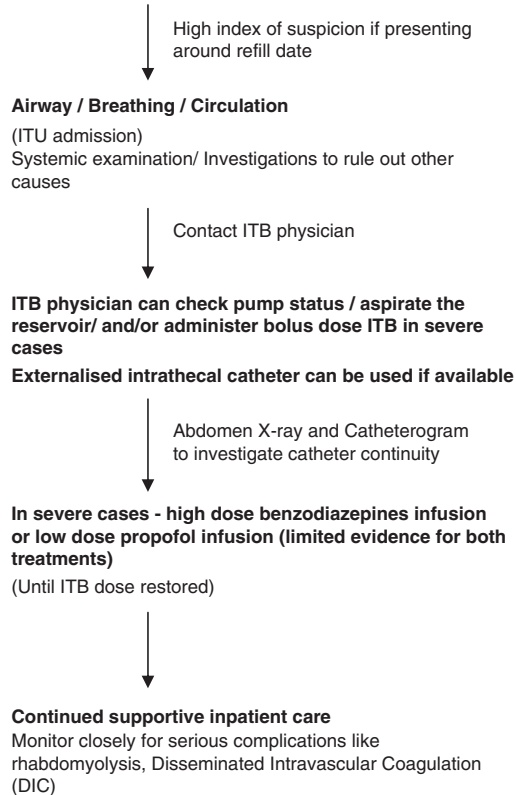 High index of suspicion if presenting
around refill date
Airway / Breathing / Circulation
(ITU admission)
Systemic examination/ Investigations to rule out other
causes
Contact ITB physician
ITB physician can check pump status / aspirate the
reservoir/ and/or administer bolus dose ITB in severe
cases
Externalised intrathecal catheter can be used if available
Abdomen X-ray and Catheterogram
to investigate catheter continuity
In severe cases - high dose benzodiazepines infusion
or low dose propofol infusion (limited evidence for both
treatments)
(Until ITB dose restored)
Continued supportive inpatient care
Monitor closely for serious complications like
rhabdomyolysis, Disseminated Intravascular Coagulation
(DIC)